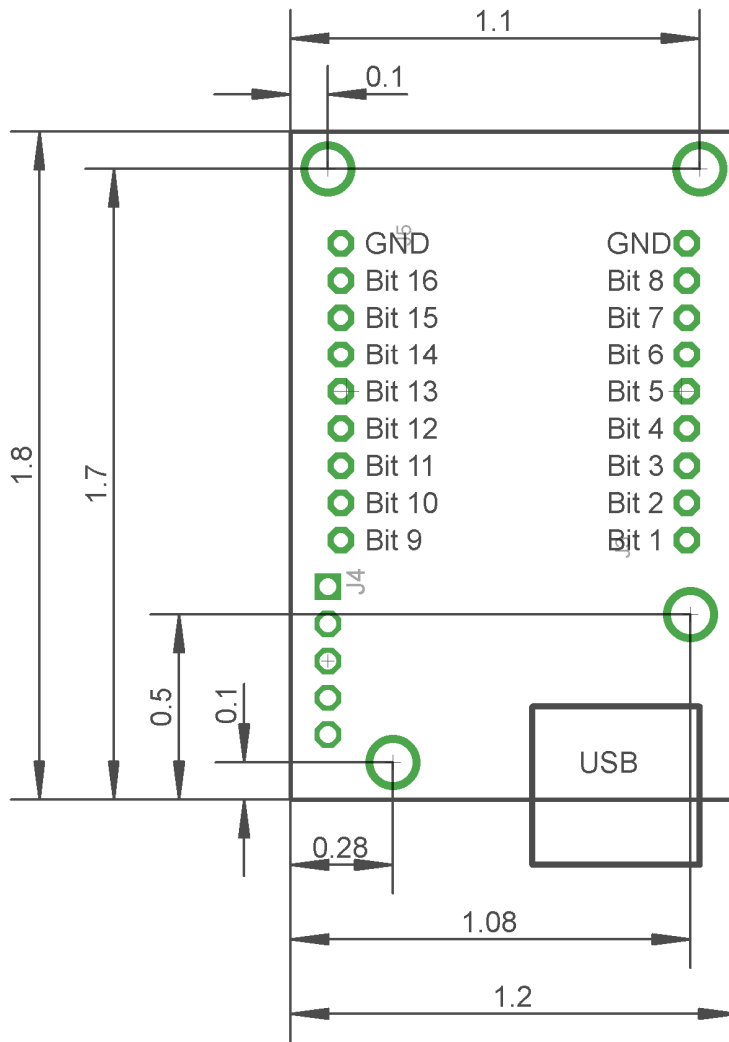 1.1
0.1
GND J5 GND
Bit 16 Bit 8
Bit 15 Bit 7
Bit 14 Bit 6
Bit 13 Bit 5
Bit 12 Bit 4
1.8
1.7
Bit 11 Bit 3
Bit 10 Bit 2
Bit 9 Bit 1
J4
0.5
0.1
USB
0.28
1.08
1.2